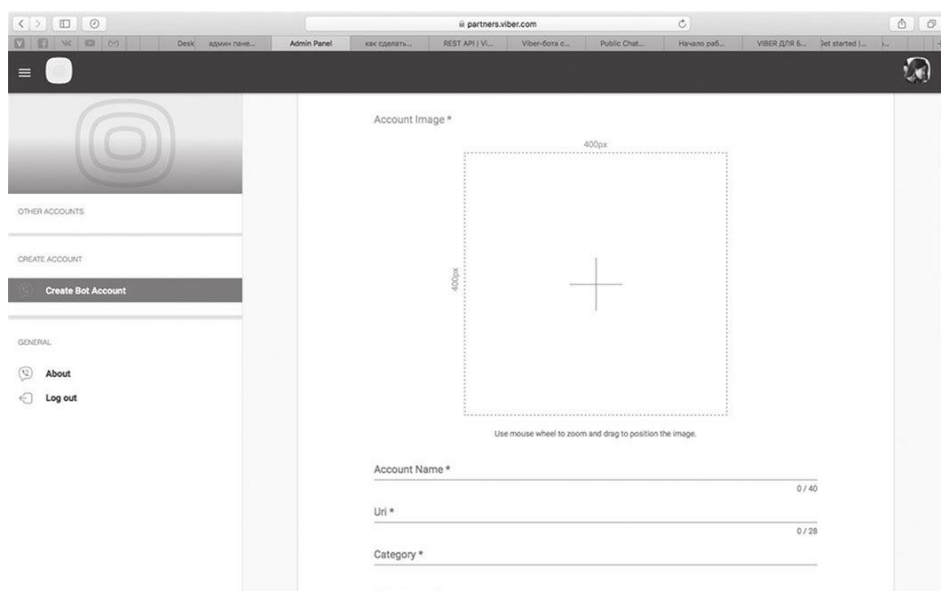 partners.viber.com
Desk админ пане... Admin Panel как сделать... REST API | Vi... Viber-бота с... Public Chat... Начало раб... VIBER ДЛЯ Б... Get started |...
Account Image *
400px
400px
Use mouse wheel to zoom and drag to position the image.
Account Name *
0 / 40
Uri *
0 / 28
Category *
OTHER ACCOUNTS
CREATE ACCOUNT
Create Bot Account
GENERAL
About
Log out